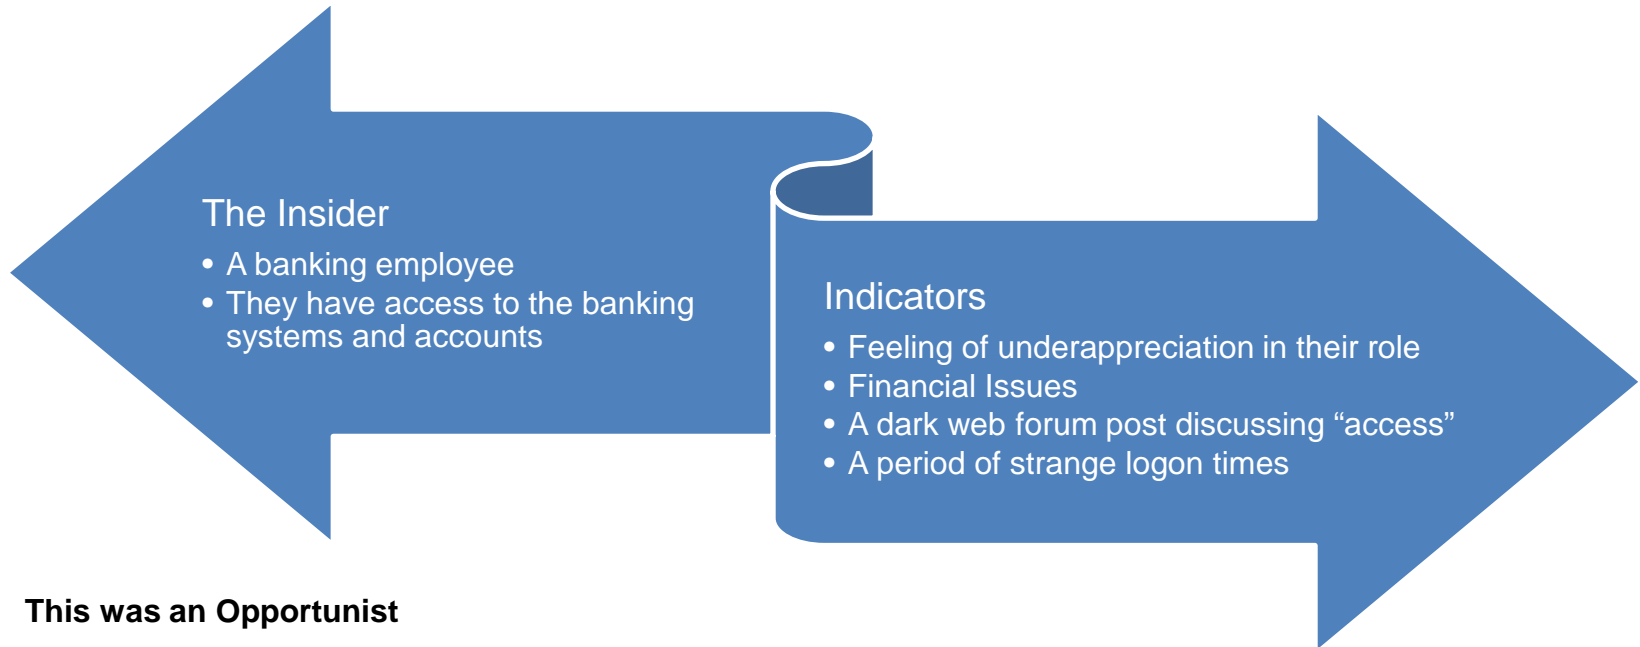 The Insider
• A banking employee
• They have access to the banking
systems and accounts
Indicators
• Feeling of underappreciation in their role
• Financial Issues
• A dark web forum post discussing “access”
• A period of strange logon times
This was an Opportunist